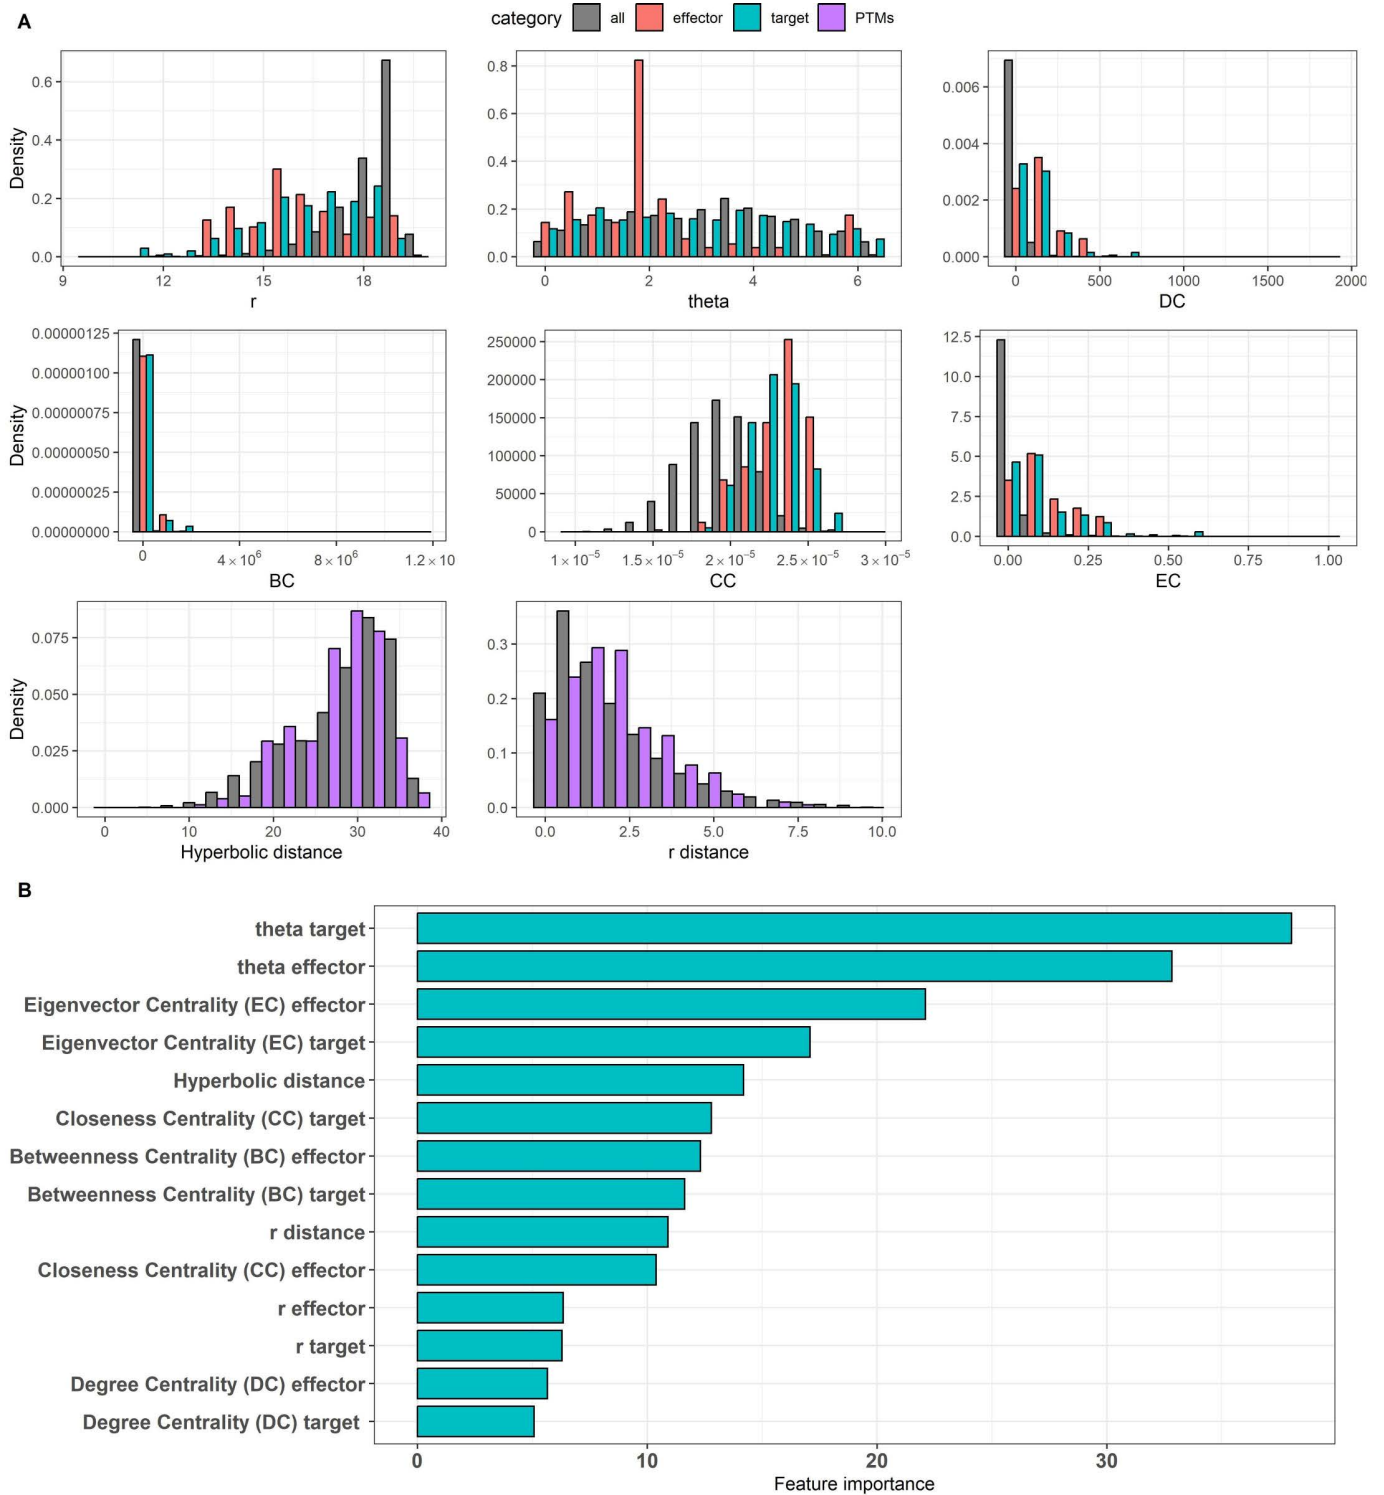 A
category all effector target PTMs
0.6
0.4
0.2
0.0
Density
9 12 15 18
r
0.8
0.6
0.4
0.2
0.0
0 2 4 6
theta
0.006
0.004
0.002
0.000
0 500 1000 1500 2000
DC
0.00000125
0.00000100
0.00000075
0.00000050
0.00000025
0.00000000
Density
0 4 × 10⁶ 8 × 10⁶ 1.2 × 10⁷
BC
250000
200000
150000
100000
50000
0
1 × 10⁻⁵ 1.5 × 10⁻⁵ 2 × 10⁻⁵ 2.5 × 10⁻⁵ 3 × 10⁻⁵
CC
12.5
10.0
7.5
5.0
2.5
0.0
0.00 0.25 0.50 0.75 1.00
EC
0.075
0.050
0.025
0.000
Density
0 10 20 30 40
Hyperbolic distance
0.3
0.2
0.1
0.0
0.0 2.5 5.0 7.5 10.0
r distance
B
theta target
theta effector
Eigenvector Centrality (EC) effector
Eigenvector Centrality (EC) target
Hyperbolic distance
Closeness Centrality (CC) target
Betweenness Centrality (BC) effector
Betweenness Centrality (BC) target
r distance
Closeness Centrality (CC) effector
r effector
r target
Degree Centrality (DC) effector
Degree Centrality (DC) target
0 10 20 30
Feature importance